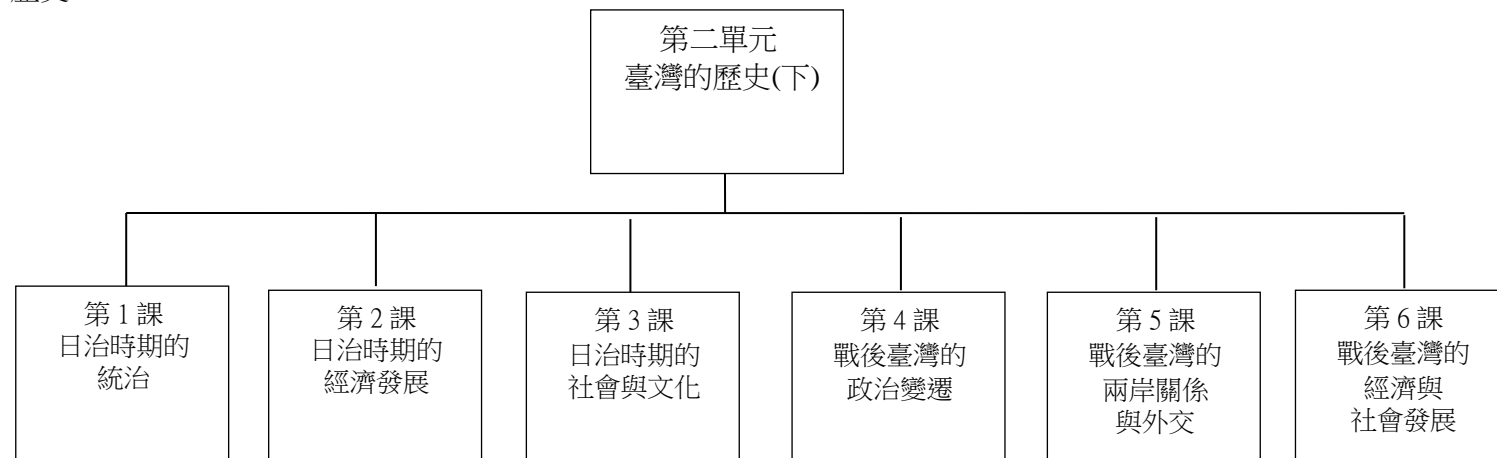 第二單元
臺灣的歷史(下)
第 1 課
日治時期的
統治
第 2 課
日治時期的
經濟發展
第 3 課
日治時期的
社會與文化
第 4 課
戰後臺灣的
政治變遷
第 5 課
戰後臺灣的
兩岸關係
與外交
第 6 課
戰後臺灣的
經濟與
社會發展